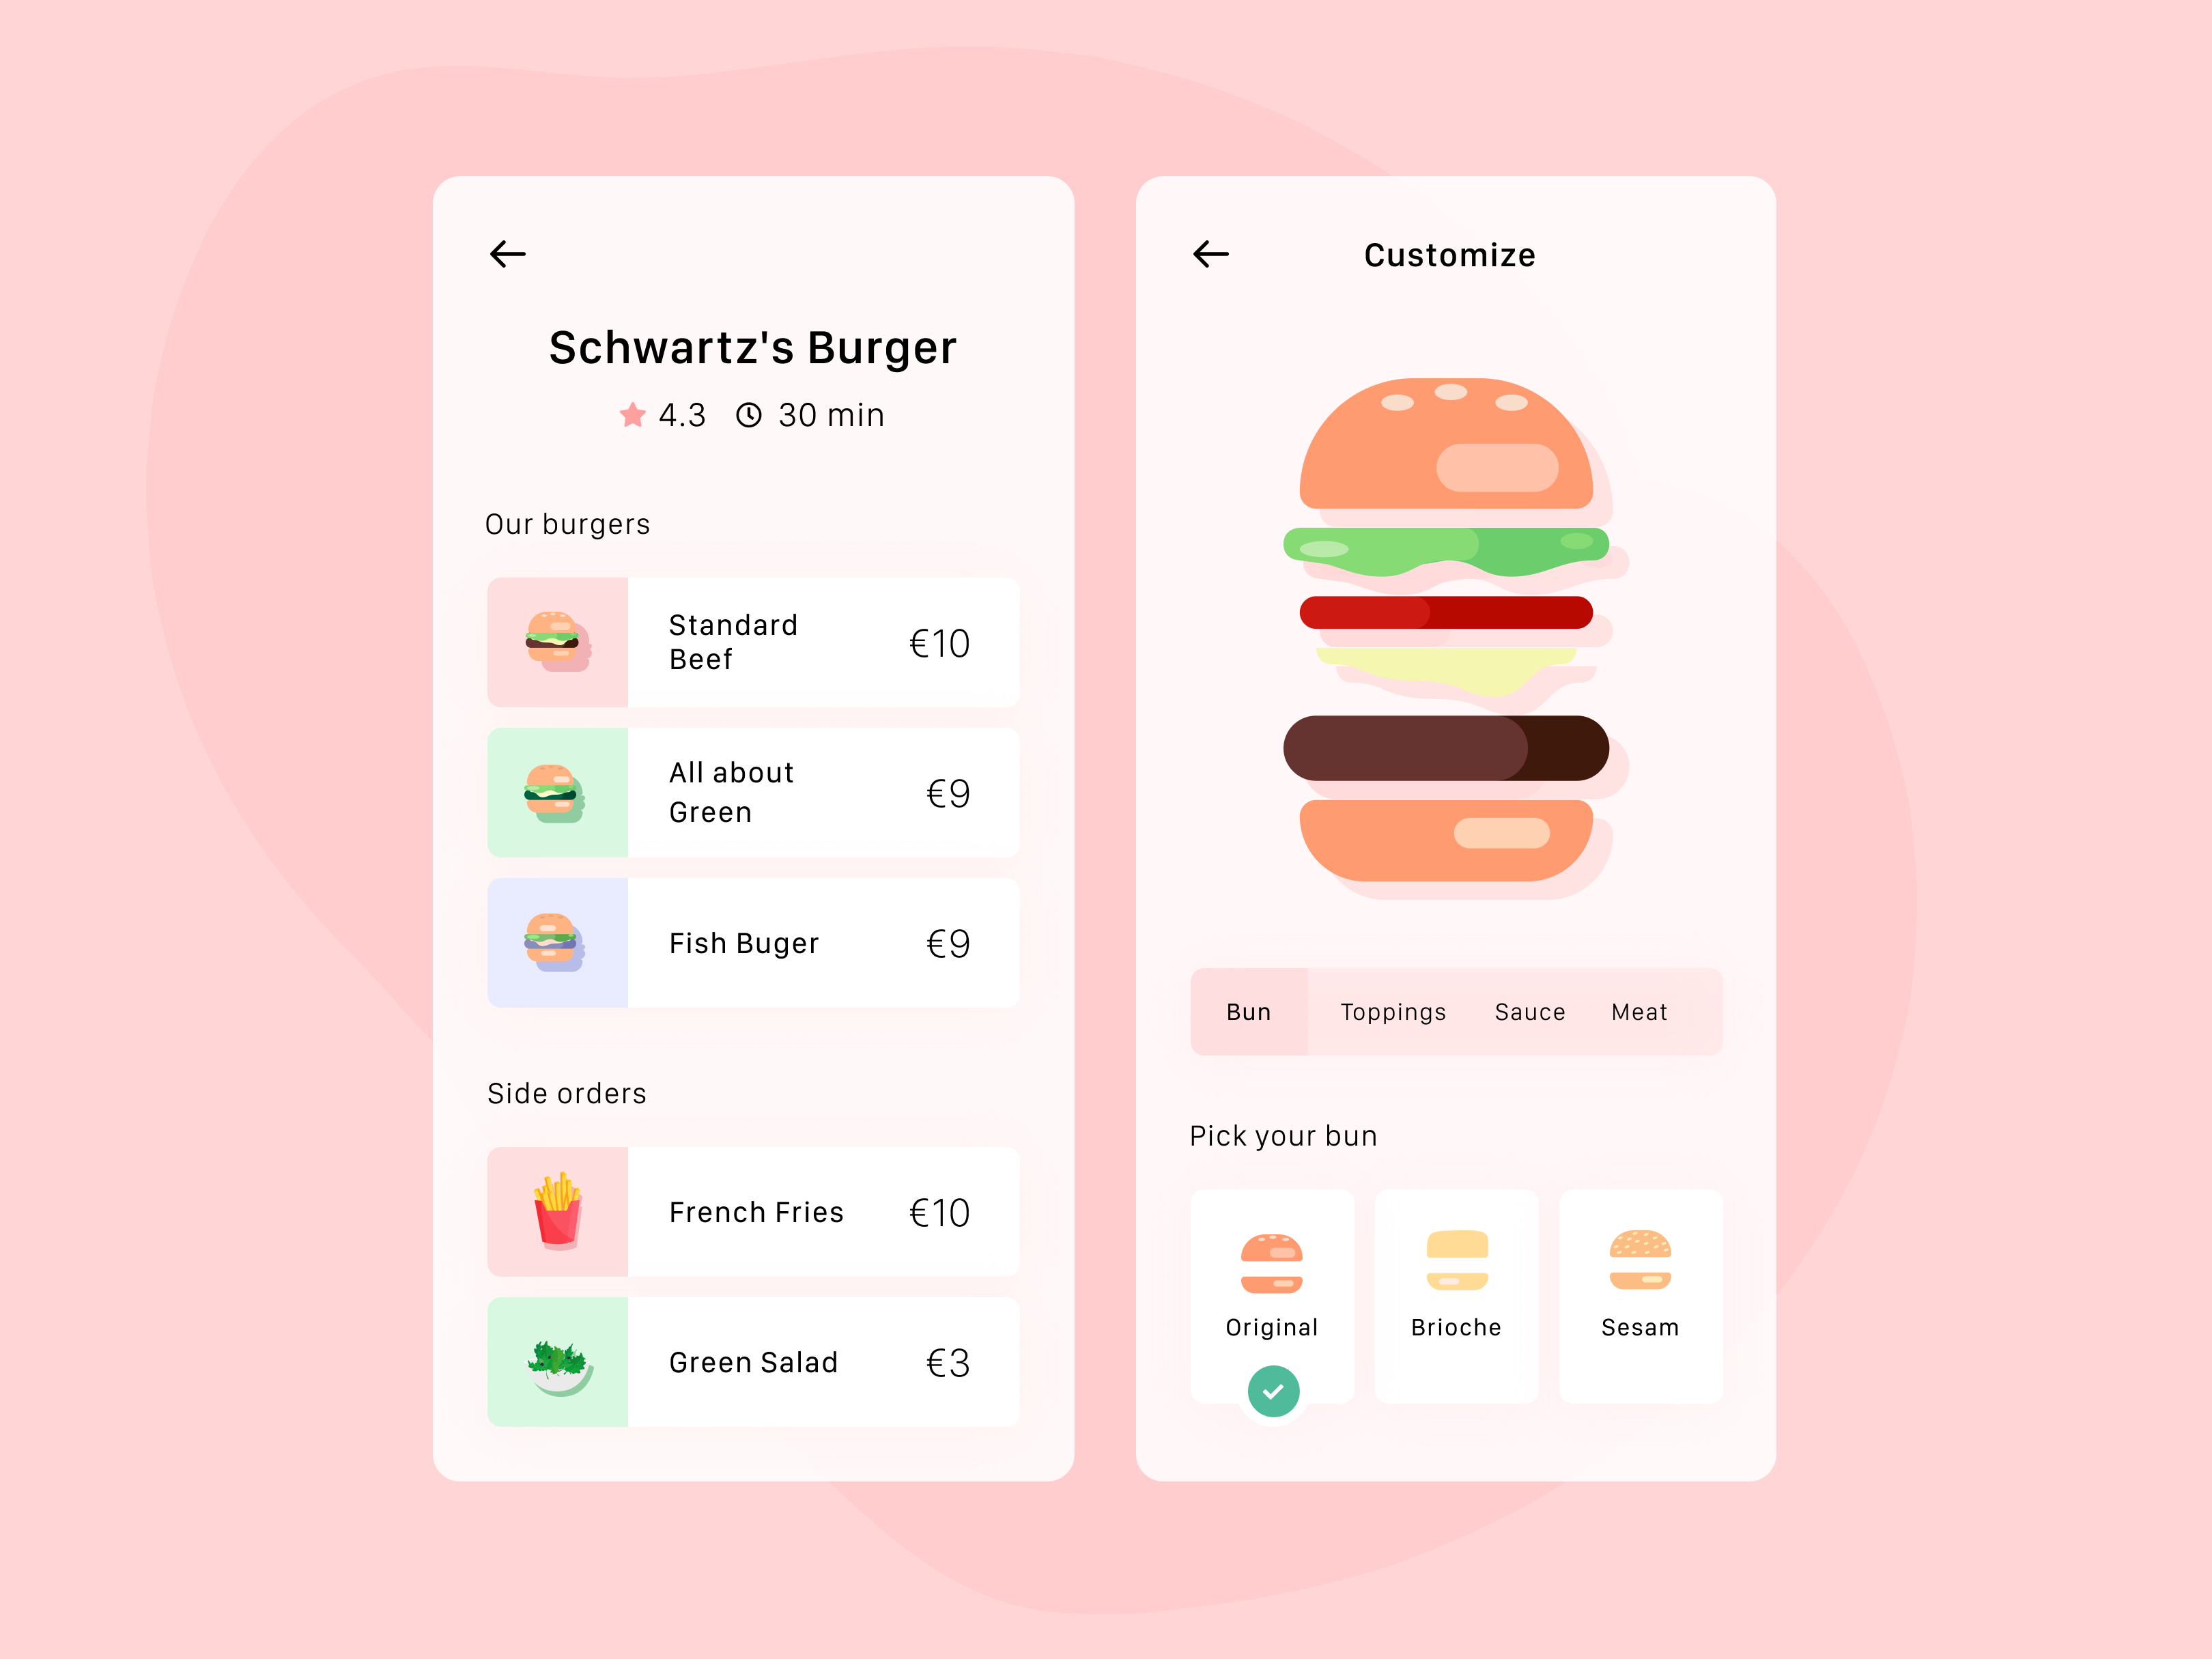 Schwartz's Burger
4.3 30 min
Our burgers
Standard
Beef
€10
All about
Green
€9
Fish Buger
€9
Side orders
French Fries
€10
Green Salad
€3
Customize
Bun Toppings Sauce Meat
Pick your bun
Original Brioche Sesam